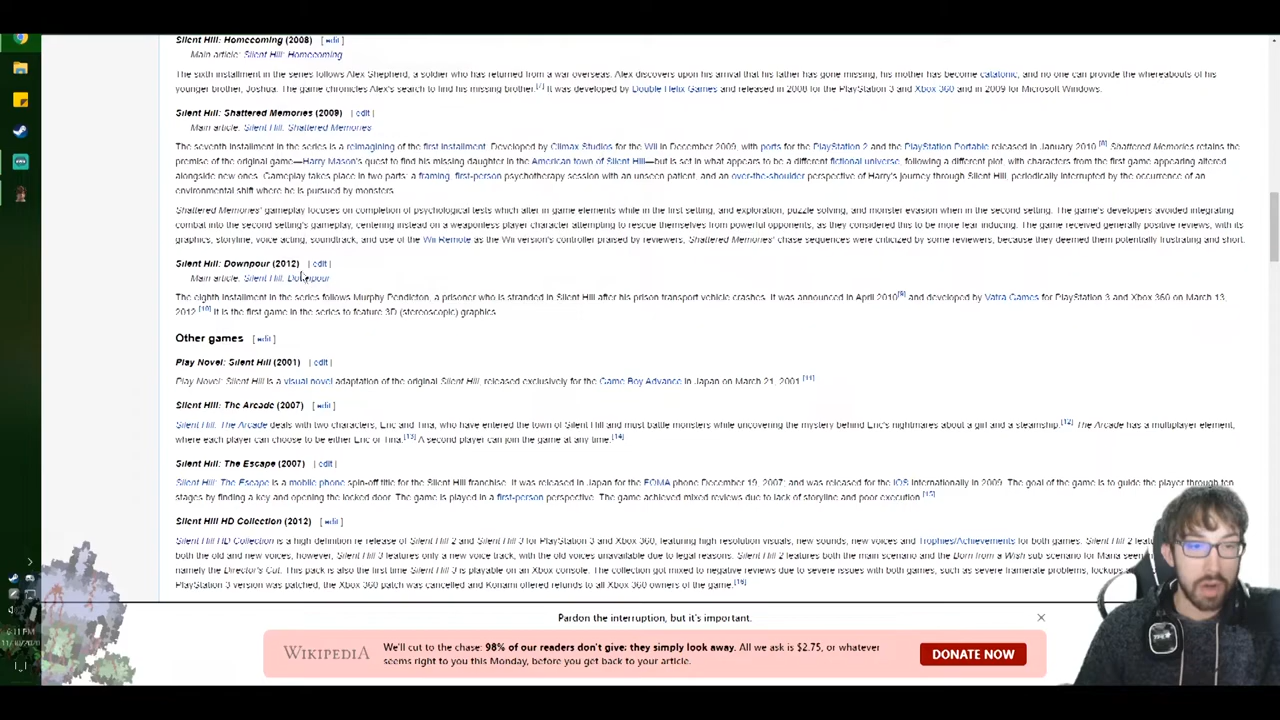 Silent Hill: Homecoming (2008) [ edit ]
Main article: Silent Hill: Homecoming
The sixth installment in the series follows Alex Shepherd, a soldier who has returned from a war overseas. Alex discovers upon his arrival that his father has gone missing, his mother has become catatonic, and no one can provide the whereabouts of his
younger brother, Joshua. The game chronicles Alex's search to find his missing brother.[7] It was developed by Double Helix Games and released in 2008 for the PlayStation 3 and Xbox 360 and in 2009 for Microsoft Windows.
Silent Hill: Shattered Memories (2009) [ edit ]
Main article: Silent Hill: Shattered Memories
The seventh installment in the series is a reimagining of the first installment. Developed by Climax Studios for the Wii in December 2009, with ports for the PlayStation 2 and the PlayStation Portable released in January 2010.[8] Shattered Memories retains the
premise of the original game—Harry Mason's quest to find his missing daughter in the American town of Silent Hill—but is set in what appears to be a different fictional universe, following a different plot, with characters from the first game appearing altered
alongside new ones. Gameplay takes place in two parts: a framing, first-person psychotherapy session with an unseen patient, and an over-the-shoulder perspective of Harry's journey through Silent Hill, periodically interrupted by the occurrence of an
environmental shift where he is pursued by monsters.
Shattered Memories' gameplay focuses on completion of psychological tests which alter in game elements while in the first setting, and exploration, puzzle solving, and monster evasion when in the second setting. The game's developers avoided integrating
combat into the second setting's gameplay, centering instead on a weaponless player character attempting to rescue themselves from powerful opponents, as they considered this to be more fear inducing. The game received generally positive reviews, with its
graphics, storyline, voice acting, soundtrack, and use of the Wii Remote as the Wii version's controller praised by reviewers, Shattered Memories' chase sequences were criticized by some reviewers, because they deemed them potentially frustrating and short.
Silent Hill: Downpour (2012) [ edit ]
Main article: Silent Hill: Downpour
The eighth installment in the series follows Murphy Pendleton, a prisoner who is stranded in Silent Hill after his prison transport vehicle crashes. It was announced in April 2010[9] and developed by Vatra Games for PlayStation 3 and Xbox 360 on March 13,
2012.[10] It is the first game in the series to feature 3D (stereoscopic) graphics.
Other games [ edit ]
Play Novel: Silent Hill (2001) [ edit ]
Play Novel: Silent Hill is a visual novel adaptation of the original Silent Hill, released exclusively for the Game Boy Advance in Japan on March 21, 2001.[11]
Silent Hill: The Arcade (2007) [ edit ]
Silent Hill: The Arcade deals with two characters, Eric and Tina, who have entered the town of Silent Hill and must battle monsters while uncovering the mystery behind Eric's nightmares about a girl and a steamship.[12] The Arcade has a multiplayer element,
where each player can choose to be either Eric or Tina.[13] A second player can join the game at any time.[14]
Silent Hill: The Escape (2007) [ edit ]
Silent Hill: The Escape is a mobile phone spin-off title for the Silent Hill franchise. It was released in Japan for the FOMA phone December 19, 2007; and was released for the iOS internationally in 2009. The goal of the game is to guide the player through ten
stages by finding a key and opening the locked door. The game is played in a first-person perspective. The game achieved mixed reviews due to lack of storyline and poor execution.[15]
Silent Hill HD Collection (2012) [ edit ]
Silent Hill HD Collection is a high definition re release of Silent Hill 2 and Silent Hill 3 for PlayStation 3 and Xbox 360, featuring high resolution visuals, new sounds, new voices and Trophies/Achievements for both games. Silent Hill 2
both the old and new voices, however, Silent Hill 3 features only a new voice track, with the old voices unavailable due to legal reasons. Silent Hill 2 features both the main scenario and the Born from a Wish sub scenario for Maria seen
namely the Director's Cut. This pack is also the first time Silent Hill 3 is playable on an Xbox console. The collection got mixed to negative reviews due to severe issues with both games, such as severe framerate problems, lockups
PlayStation 3 version was patched, the Xbox 360 patch was cancelled and Konami offered refunds to all Xbox 360 owners of the game.[16]
Pardon the interruption, but it's important.
WIKIPEDIA
We'll cut to the chase: 98% of our readers don't give; they simply look away. All we ask is $2.75, or whatever
seems right to you this Monday, before you get back to your article.
DONATE NOW